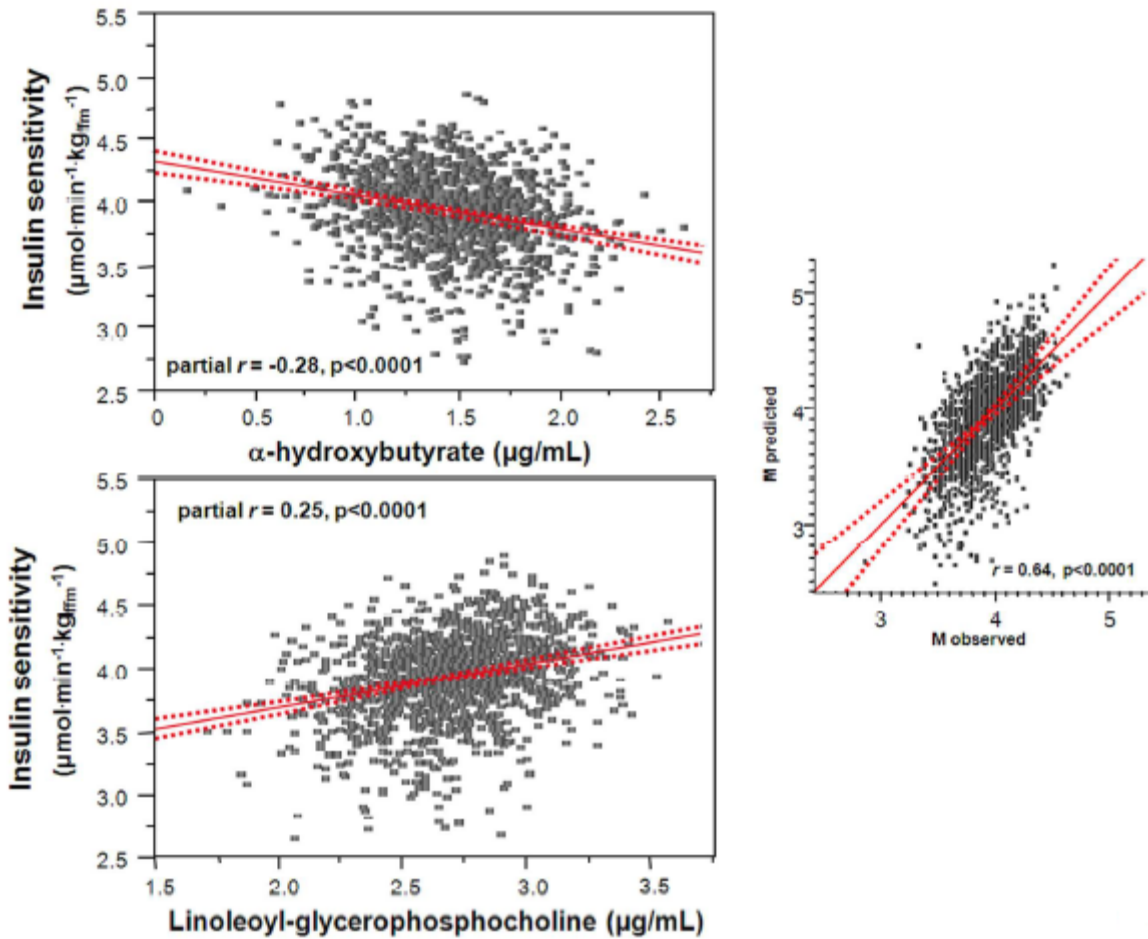 Insulin sensitivity
(µmol·min⁻¹·kgffm⁻¹)
5.5
5.0
4.5
4.0
3.5
3.0
2.5
partial r = -0.28, p<0.0001
0
0.5
1.0
1.5
2.0
2.5
α-hydroxybutyrate (µg/mL)
Insulin sensitivity
(µmol·min⁻¹·kgffm⁻¹)
5.5
5.0
4.5
4.0
3.5
3.0
2.5
partial r = 0.25, p<0.0001
1.5
2.0
2.5
3.0
3.5
Linoleoyl-glycerophosphocholine (µg/mL)
M predicted
5
4
3
r = 0.64, p<0.0001
3
4
5
M observed